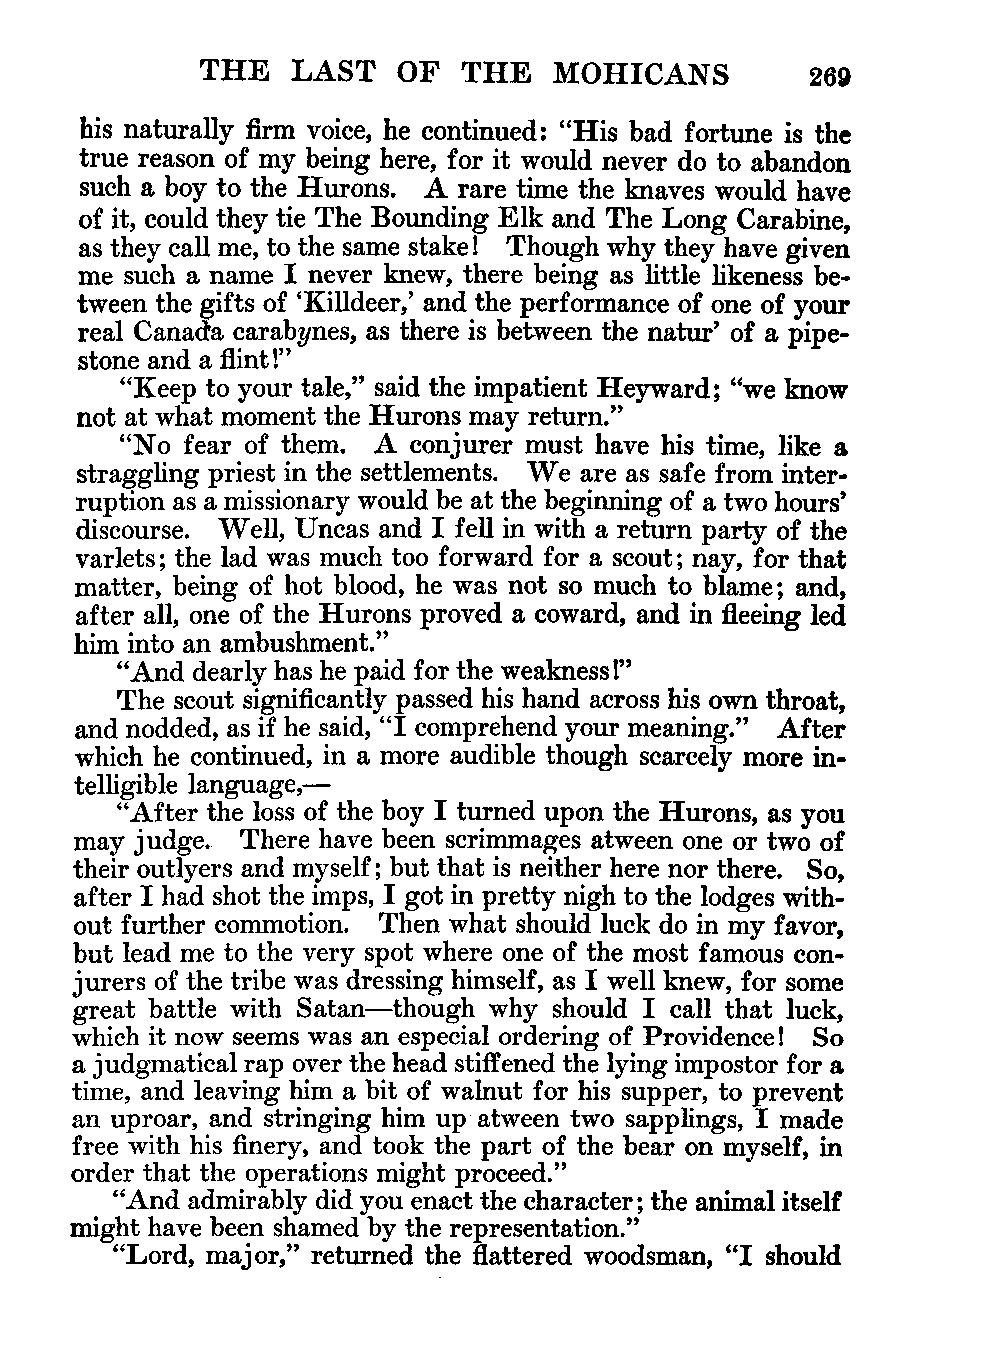 THE LAST OF THE MOHICANS 269
his naturally firm voice, he continued: “His bad fortune is the
true reason of my being here, for it would never do to abandon
such a boy to the Hurons. A rare time the knaves would have
of it, could they tie The Bounding Elk and The Long Carabine,
as they call me, to the same stake! Though why they have given
me such a name I never knew, there being as little likeness be-
tween the gifts of ‘Killdeer,’ and the performance of one of your
real Canada carabynes, as there is between the natur’ of a pipe-
stone and a flint!”
“Keep to your tale,” said the impatient Heyward; “we know
not at what moment the Hurons may return.”
“No fear of them. A conjurer must have his time, like a
straggling priest in the settlements. We are as safe from inter-
ruption as a missionary would be at the beginning of a two hours’
discourse. Well, Uncas and I fell in with a return party of the
varlets; the lad was much too forward for a scout; nay, for that
matter, being of hot blood, he was not so much to blame; and,
after all, one of the Hurons proved a coward, and in fleeing led
him into an ambushment.”
“And dearly has he paid for the weakness!”
The scout significantly passed his hand across his own throat,
and nodded, as if he said, “I comprehend your meaning.” After
which he continued, in a more audible though scarcely more in-
telligible language,—
“After the loss of the boy I turned upon the Hurons, as you
may judge. There have been scrimmages atween one or two of
their outlyers and myself; but that is neither here nor there. So,
after I had shot the imps, I got in pretty nigh to the lodges with-
out further commotion. Then what should luck do in my favor,
but lead me to the very spot where one of the most famous con-
jurers of the tribe was dressing himself, as I well knew, for some
great battle with Satan—though why should I call that luck,
which it now seems was an especial ordering of Providence! So
a judgmatical rap over the head stiffened the lying impostor for a
time, and leaving him a bit of walnut for his supper, to prevent
an uproar, and stringing him up atween two sapplings, I made
free with his finery, and took the part of the bear on myself, in
order that the operations might proceed.”
“And admirably did you enact the character; the animal itself
might have been shamed by the representation.”
“Lord, major,” returned the flattered woodsman, “I should